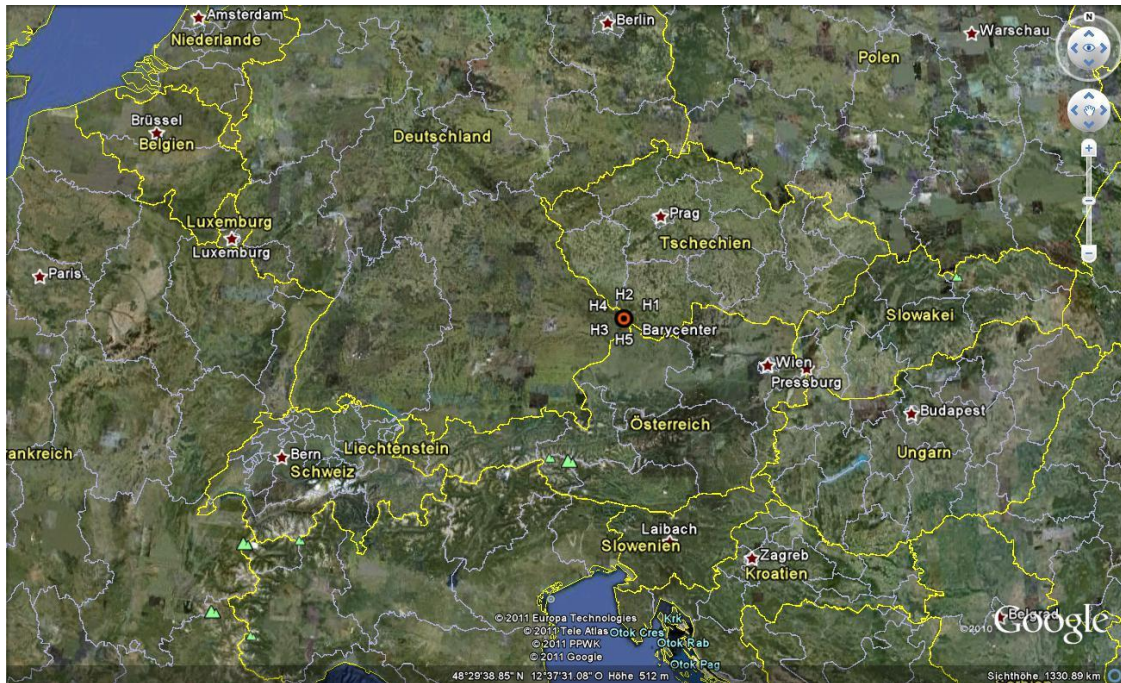 Amsterdam
Berlin
Niederlande
Warschau
N
Polen
Brüssel
Belgien
Deutschland
Luxemburg
Luxemburg
Prag
Tschechien
Paris
H2
H4
H1
H3
Barycenter
H5
Slowakei
Wien
Pressburg
Budapest
Österreich
Ungarn
rankreich
Bern
Liechtenstein
Schweiz
Laibach
Slowenien
Zagreb
Kroatien
Krk
Otok Cres
Otok Rab
Otok Pag
Belgrad
© 2011 Europa Technologies
© 2011 Tele Atlas
© 2011 PPWK
© 2011 Google
©2010
Google
48°29'38.85" N 12°37'31.08" O Höhe 512 m
Sichthöhe 1330.89 km